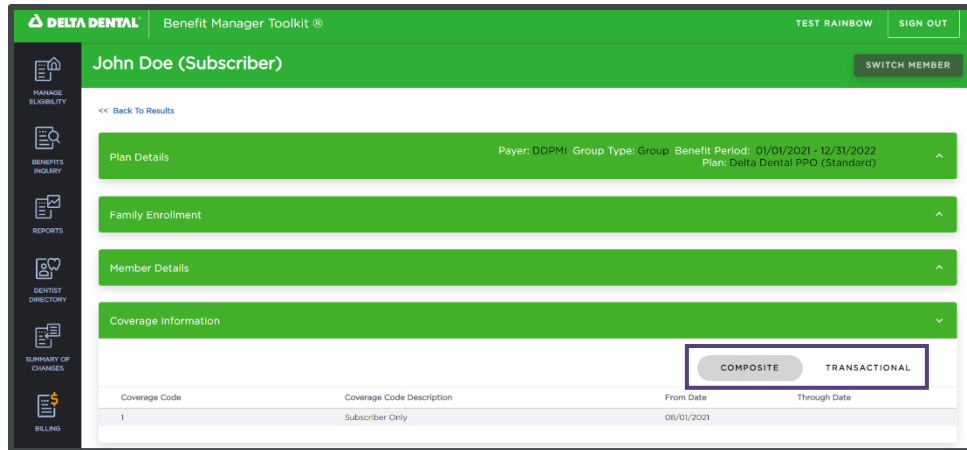 DELTA DENTAL® Benefit Manager Toolkit ® TEST RAINBOW SIGN OUT
John Doe (Subscriber) SWITCH MEMBER
MANAGE
ELIGIBILITY
<< Back To Results
BENEFITS
INQUIRY
Plan Details Payer: DDPMI Group Type: Group Benefit Period: 01/01/2021 - 12/31/2022
Plan: Delta Dental PPO (Standard)
REPORTS
Family Enrollment
DENTIST
DIRECTORY
Member Details
SUMMARY OF
CHANGES
Coverage Information
COMPOSITE TRANSACTIONAL
BILLING
Coverage Code Coverage Code Description From Date Through Date
1 Subscriber Only 08/01/2021